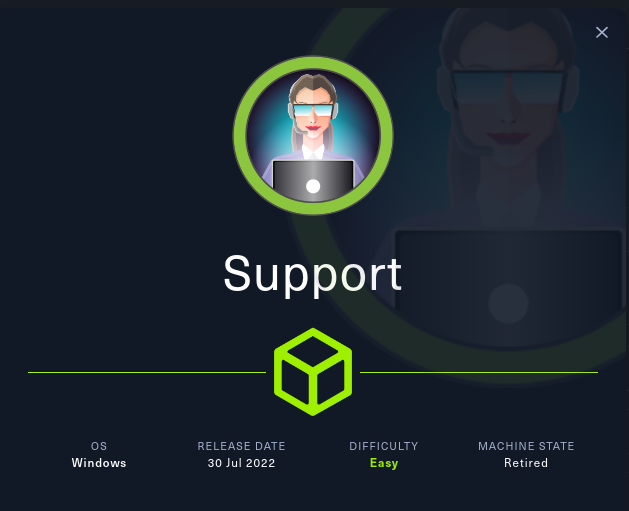 Support
OS RELEASE DATE DIFFICULTY MACHINE STATE
Windows 30 Jul 2022 Easy Retired